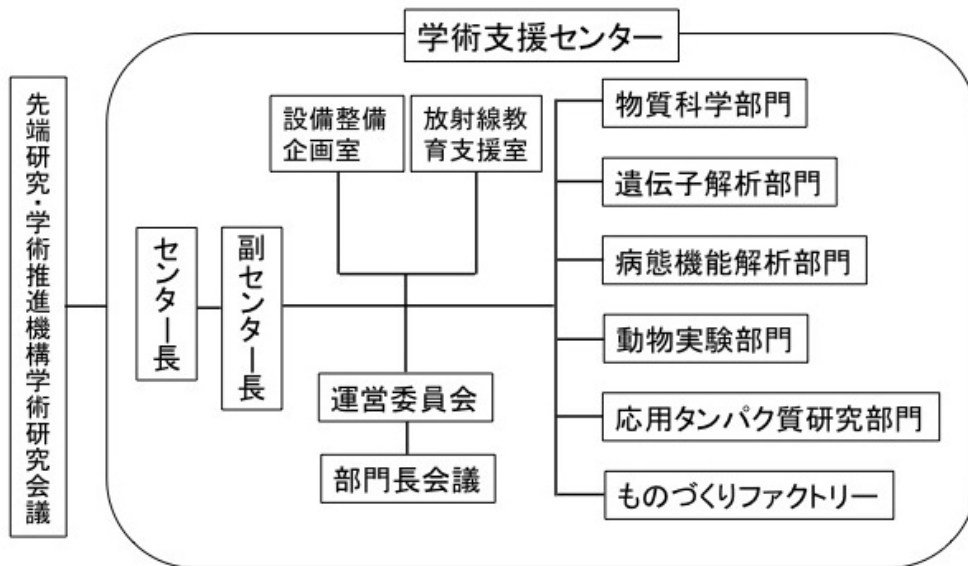 学術支援センター
先端研究・学術推進機構学術研究会議
センター長
副センター長
設備整備
企画室
放射線教
育支援室
運営委員会
部門長会議
物質科学部門
遺伝子解析部門
病態機能解析部門
動物実験部門
応用タンパク質研究部門
ものづくりファクトリー